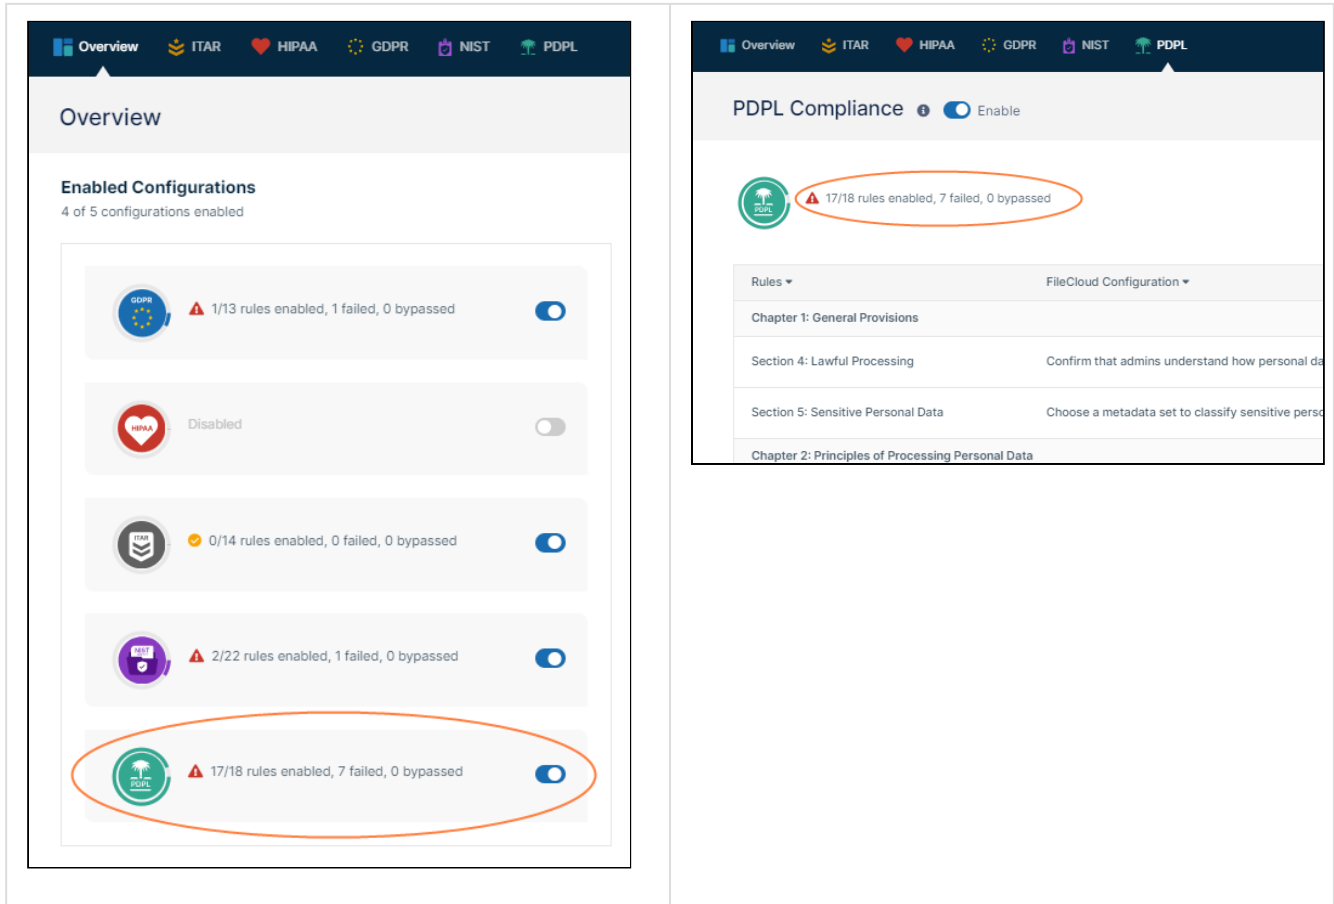 Overview ITAR HIPAA GDPR NIST PDPL
Overview
Enabled Configurations
4 of 5 configurations enabled
GDPR
1/13 rules enabled, 1 failed, 0 bypassed
HIPAA
Disabled
ITAR
0/14 rules enabled, 0 failed, 0 bypassed
NIST
2/22 rules enabled, 1 failed, 0 bypassed
PDPL
17/18 rules enabled, 7 failed, 0 bypassed
Overview ITAR HIPAA GDPR NIST PDPL
PDPL Compliance Enable
PDPL
17/18 rules enabled, 7 failed, 0 bypassed
Rules FileCloud Configuration
Chapter 1: General Provisions
Section 4: Lawful Processing Confirm that admins understand how personal da
Section 5: Sensitive Personal Data Choose a metadata set to classify sensitive perso
Chapter 2: Principles of Processing Personal Data